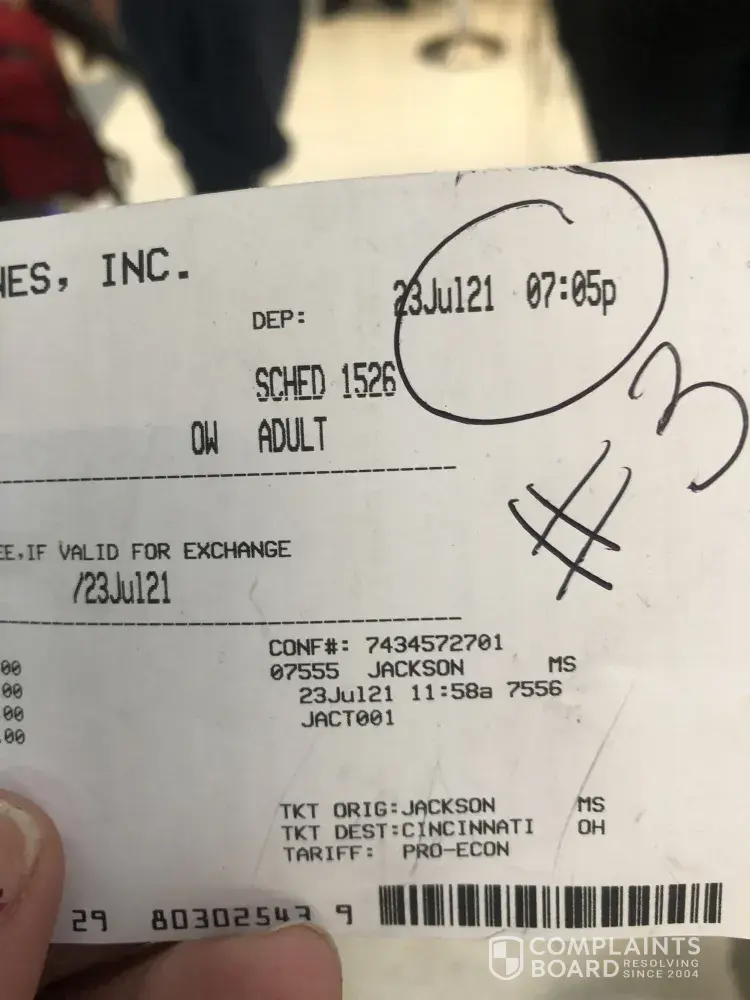 NES, INC.
DEP: 23Jul21 07:05p
SCHED 1526
OW ADULT
#3
EE,IF VALID FOR EXCHANGE
/23Jul21
CONF#: 7434572701
00 07555 JACKSON MS
00 23Jul21 11:58a 7556
.00 JACT001
.00
TKT ORIG:JACKSON MS
TKT DEST:CINCINNATI OH
TARIFF: PRO-ECON
29 80302547 9
COMPLAINTS
BOARD RESOLVING
SINCE 2004